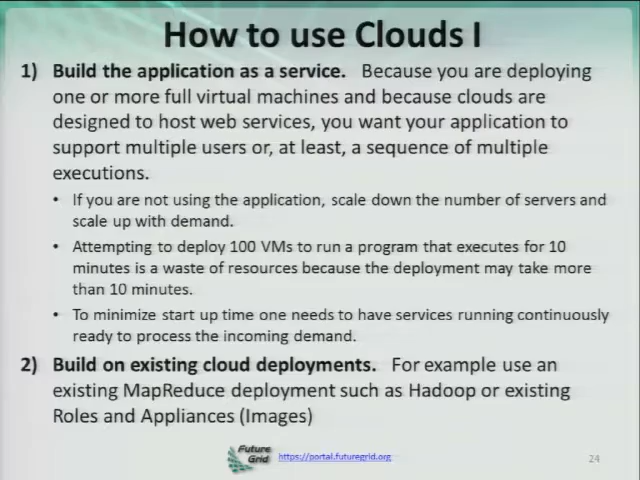 How to use Clouds I
1) Build the application as a service. Because you are deploying
one or more full virtual machines and because clouds are
designed to host web services, you want your application to
support multiple users or, at least, a sequence of multiple
executions.
• If you are not using the application, scale down the number of servers and
scale up with demand.
• Attempting to deploy 100 VMs to run a program that executes for 10
minutes is a waste of resources because the deployment may take more
than 10 minutes.
• To minimize start up time one needs to have services running continuously
ready to process the incoming demand.
2) Build on existing cloud deployments. For example use an
existing MapReduce deployment such as Hadoop or existing
Roles and Appliances (Images)
Future
Grid
https://portal.futuregrid.org
24